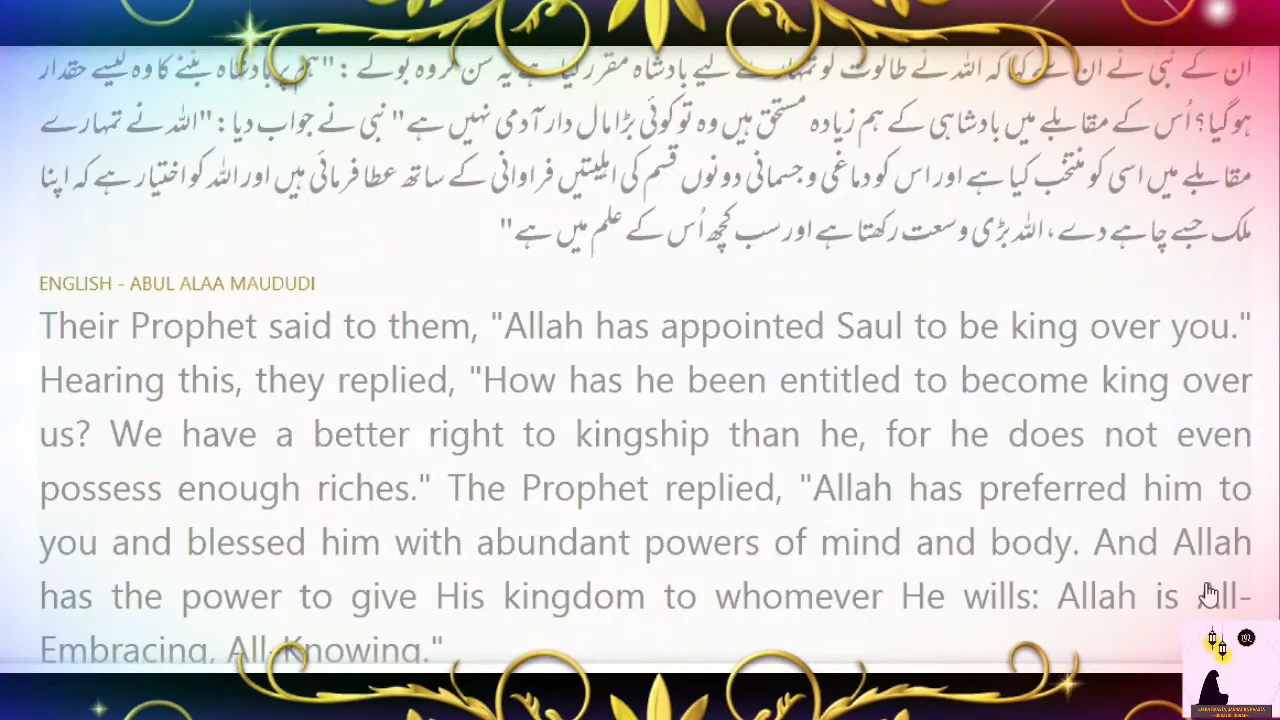 ان کے نبی نے ان سے کہا کہ اللہ نے طالوت کو تمہارے لیے بادشاہ مقرر کیا ہے یہ سن کر وہ بولے : "ہم پر بادشاہ بننے کا وہ کیسے حقدار
ہو گیا؟ اُس کے مقابلے میں بادشاہی کے ہم زیادہ مستحق ہیں وہ تو کوئی بڑا مال دار آدمی نہیں ہے" نبی نے جواب دیا: "اللہ نے تمہارے
مقابلے میں اسی کو منتخب کیا ہے اور اس کو دماغی و جسمانی دونوں قسم کی اہلیتیں فراوانی کے ساتھ عطا فرمائی ہیں اور اللہ کو اختیار ہے کہ اپنا
ملک جسے چاہے دے، اللہ بڑی وسعت رکھتا ہے اور سب کچھ اُس کے علم میں ہے"
ENGLISH - ABUL ALAA MAUDUDI
Their Prophet said to them, "Allah has appointed Saul to be king over you."
Hearing this, they replied, "How has he been entitled to become king over
us? We have a better right to kingship than he, for he does not even
possess enough riches." The Prophet replied, "Allah has preferred him to
you and blessed him with abundant powers of mind and body. And Allah
has the power to give His kingdom to whomever He wills: Allah is All-
Embracing, All-Knowing."